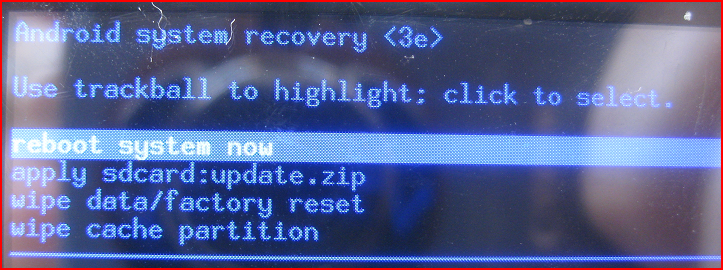 Android system recovery <3e>
Use trackball to highlight; click to select.
reboot system now
apply sdcard:update.zip
wipe data/factory reset
wipe cache partition